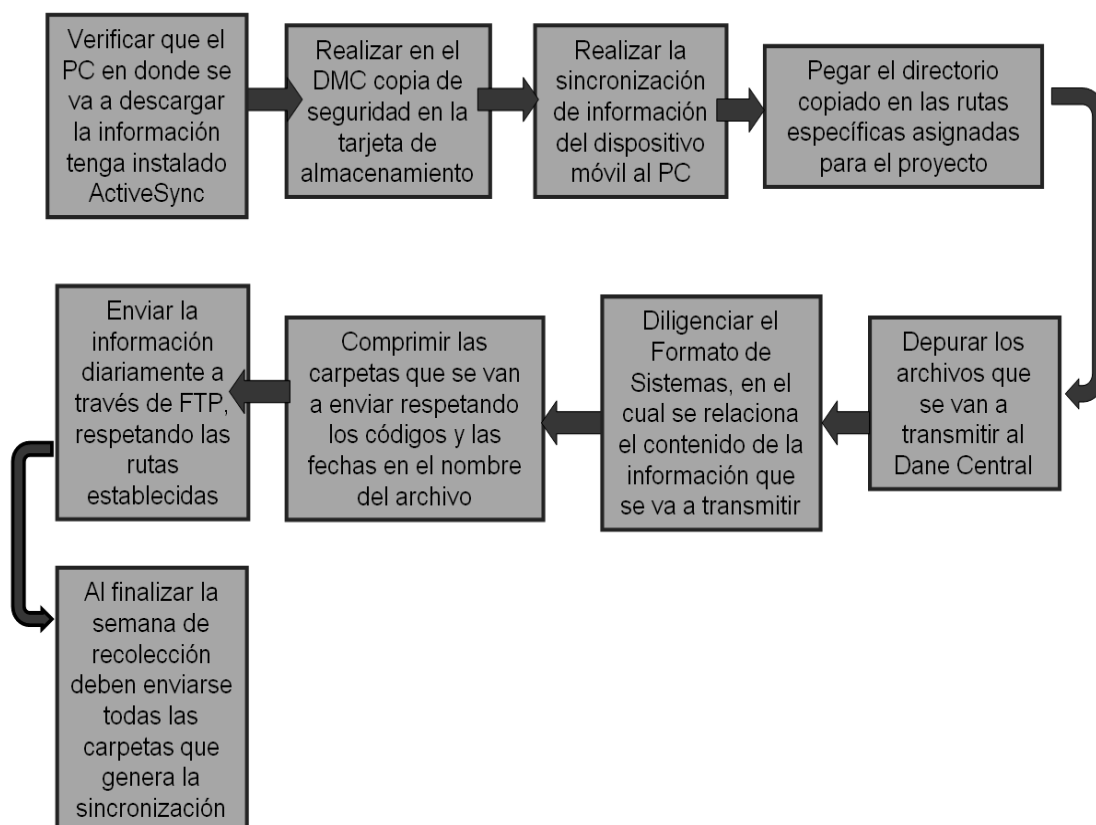 Verificar que el
PC en donde se
va a descargar
la información
tenga instalado
ActiveSync
Realizar en el
DMC copia de
seguridad en la
tarjeta de
almacenamiento
Realizar la
sincronización
de información
del dispositivo
móvil al PC
Pegar el directorio
copiado en las rutas
específicas asignadas
para el proyecto
Depurar los
archivos que
se van a
transmitir al
Dane Central
Diligenciar el
Formato de
Sistemas, en el
cual se relaciona
el contenido de la
información que
se va a transmitir
Comprimir las
carpetas que se van
a enviar respetando
los códigos y las
fechas en el nombre
del archivo
Enviar la
información
diariamente a
través de FTP,
respetando las
rutas
establecidas
Al finalizar la
semana de
recolección
deben enviarse
todas las
carpetas que
genera la
sincronización